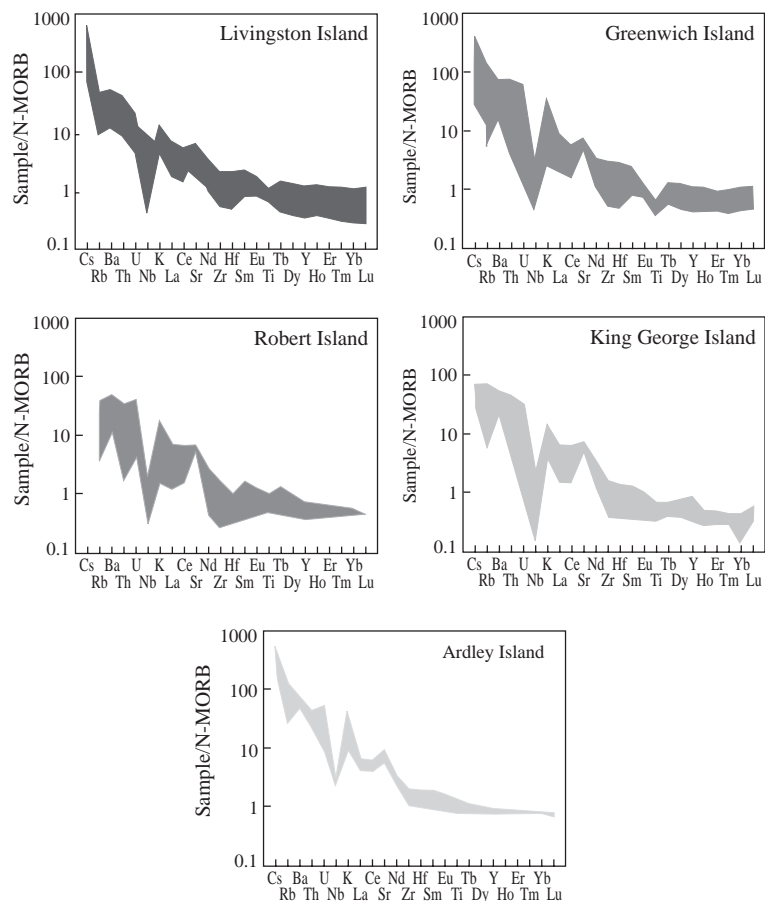 Livingston Island
Sample/N-MORB
1000
100
10
1
0.1
Cs Ba U K Ce Nd Hf Eu Tb Y Er Yb
Rb Th Nb La Sr Zr Sm Ti Dy Ho Tm Lu
Greenwich Island
Sample/N-MORB
1000
100
10
1
0.1
Cs Ba U K Ce Nd Hf Eu Tb Y Er Yb
Rb Th Nb La Sr Zr Sm Ti Dy Ho Tm Lu
Robert Island
Sample/N-MORB
1000
100
10
1
0.1
Cs Ba U K Ce Nd Hf Eu Tb Y Er Yb
Rb Th Nb La Sr Zr Sm Ti Dy Ho Tm Lu
King George Island
Sample/N-MORB
1000
100
10
1
0.1
Cs Ba U K Ce Nd Hf Eu Tb Y Er Yb
Rb Th Nb La Sr Zr Sm Ti Dy Ho Tm Lu
Ardley Island
Sample/N-MORB
1000
100
10
1
0.1
Cs Ba U K Ce Nd Hf Eu Tb Y Er Yb
Rb Th Nb La Sr Zr Sm Ti Dy Ho Tm Lu